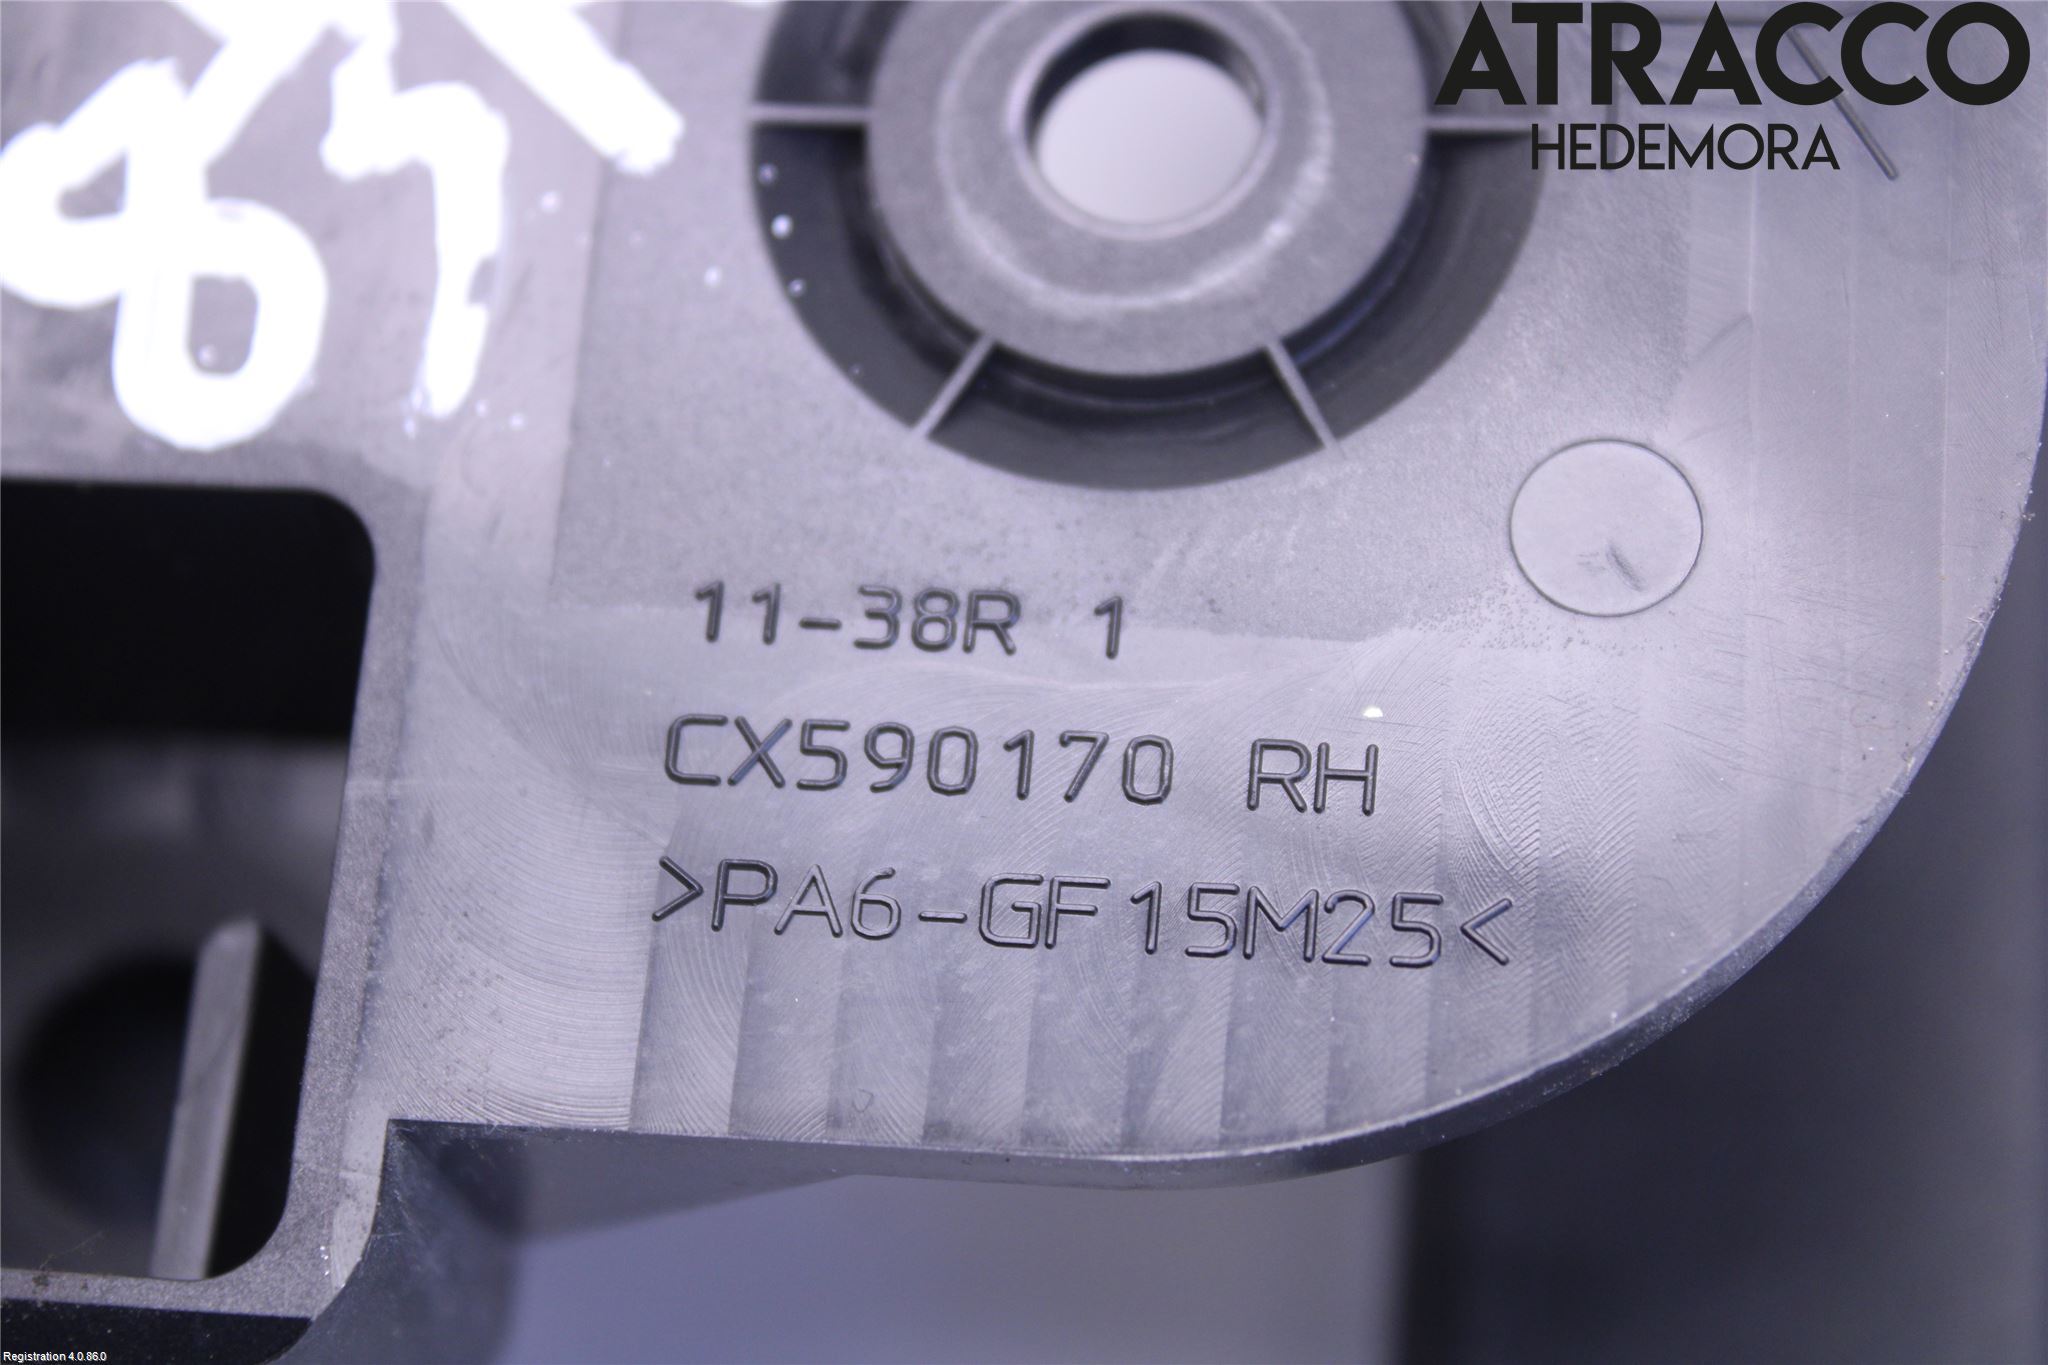 ATRACCO
HEDEMORA
11-38R 1
CX590170 RH
>PA6-GF15M25<
Registration 4.0.86.0